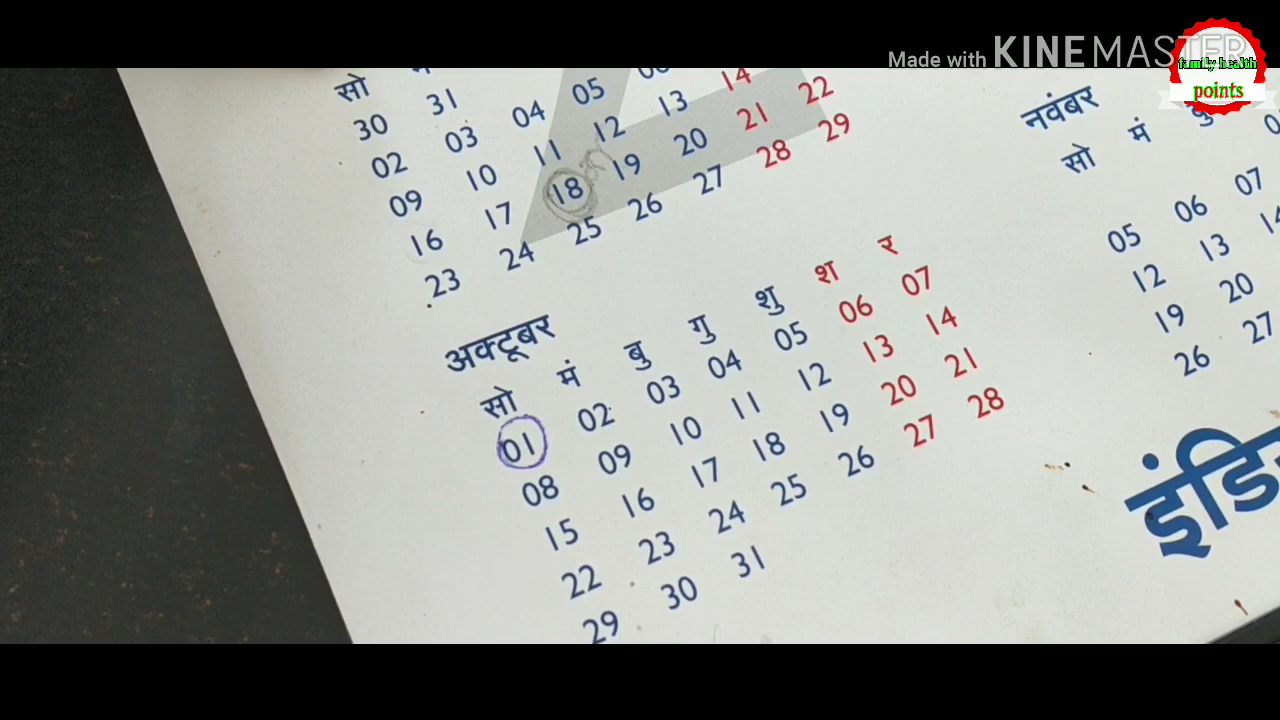 Made with KINEMASTER
family health
points
सो
30 31
02 03 04 05
09 10 11 12 13 14
16 17 18 19 20 21 22
23 24 25 26 27 28 29
अक्टूबर
सो मं बु गु शु श र
01 02 03 04 05 06 07
08 09 10 11 12 13 14
15 16 17 18 19 20 21
22 23 24 25 26 27 28
29 30 31
नवंबर
सो मं
05 06 07
12 13
19 20
26 27